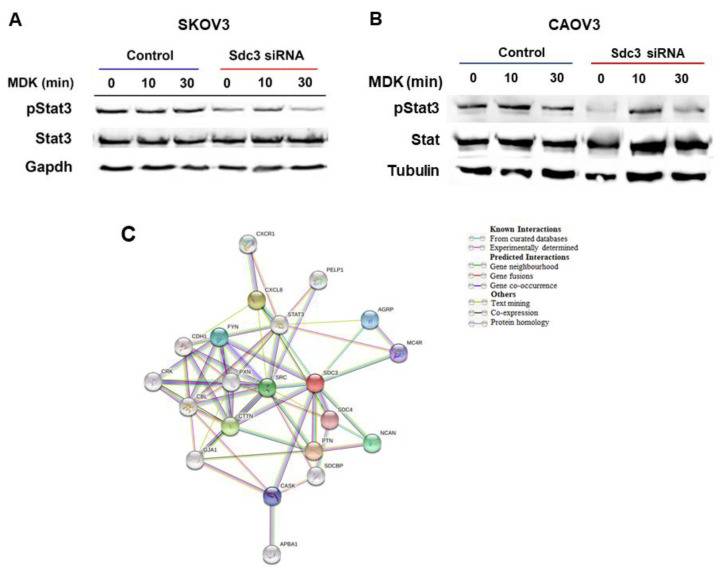 A
SKOV3
Control Sdc3 siRNA
MDK (min) 0 10 30 0 10 30
pStat3
Stat3
Gapdh
B
CAOV3
Control Sdc3 siRNA
MDK (min) 0 10 30 0 10 30
pStat3
Stat
Tubulin
C
CXCR1
PELP1
CXCL8
STAT3
AGRP
FYN
CDH1
MC4R
PXN
CRK
SRC
SDC3
CBL
SDC4
CTTN
NCAN
PTN
GJA1
SDCBP
CASK
APBA1
Known Interactions
From curated databases
Experimentally determined
Predicted Interactions
Gene neighbourhood
Gene fusions
Gene co-occurrence
Others
Text mining
Co-expression
Protein homology